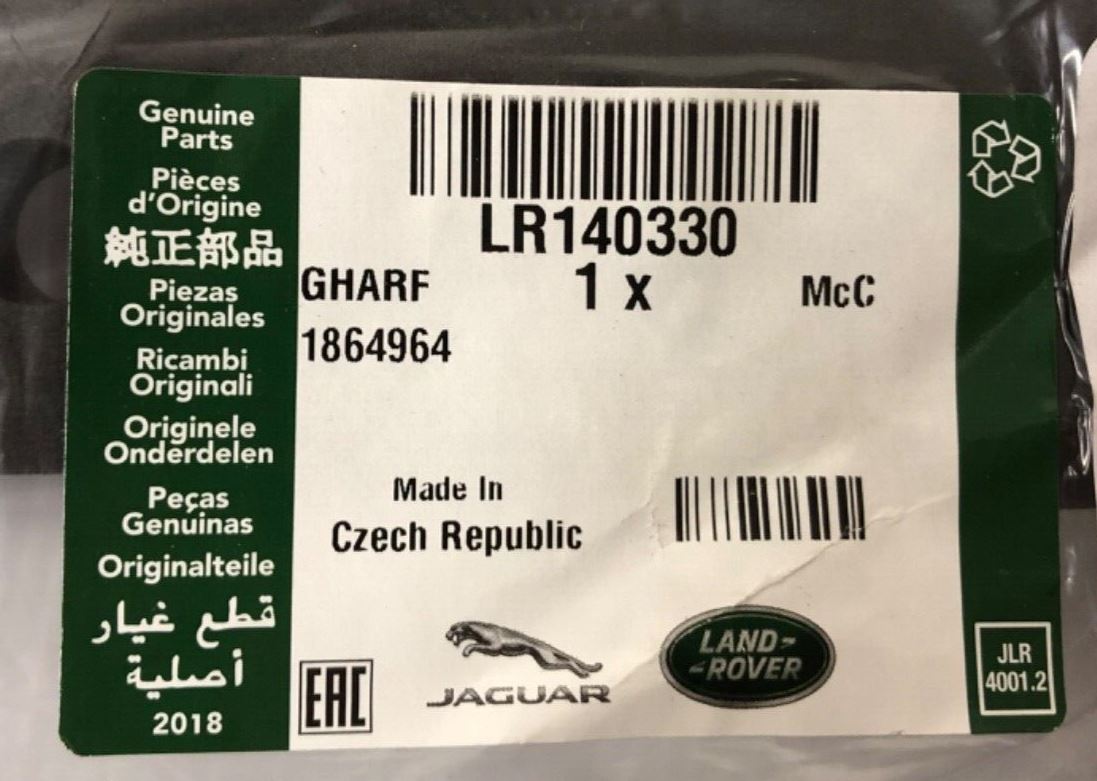 Genuine
Parts
Pièces
d'Origine
純正部品
Piezas
Originales
Ricambi
Originali
Originele
Onderdelen
Peças
Genuinas
Originalteile
قطع غيار
أصلية
2018
LR140330
GHARF 1 x McC
1864964
Made In
Czech Republic
EAC
JAGUAR
LAND-
-ROVER
JLR
4001.2